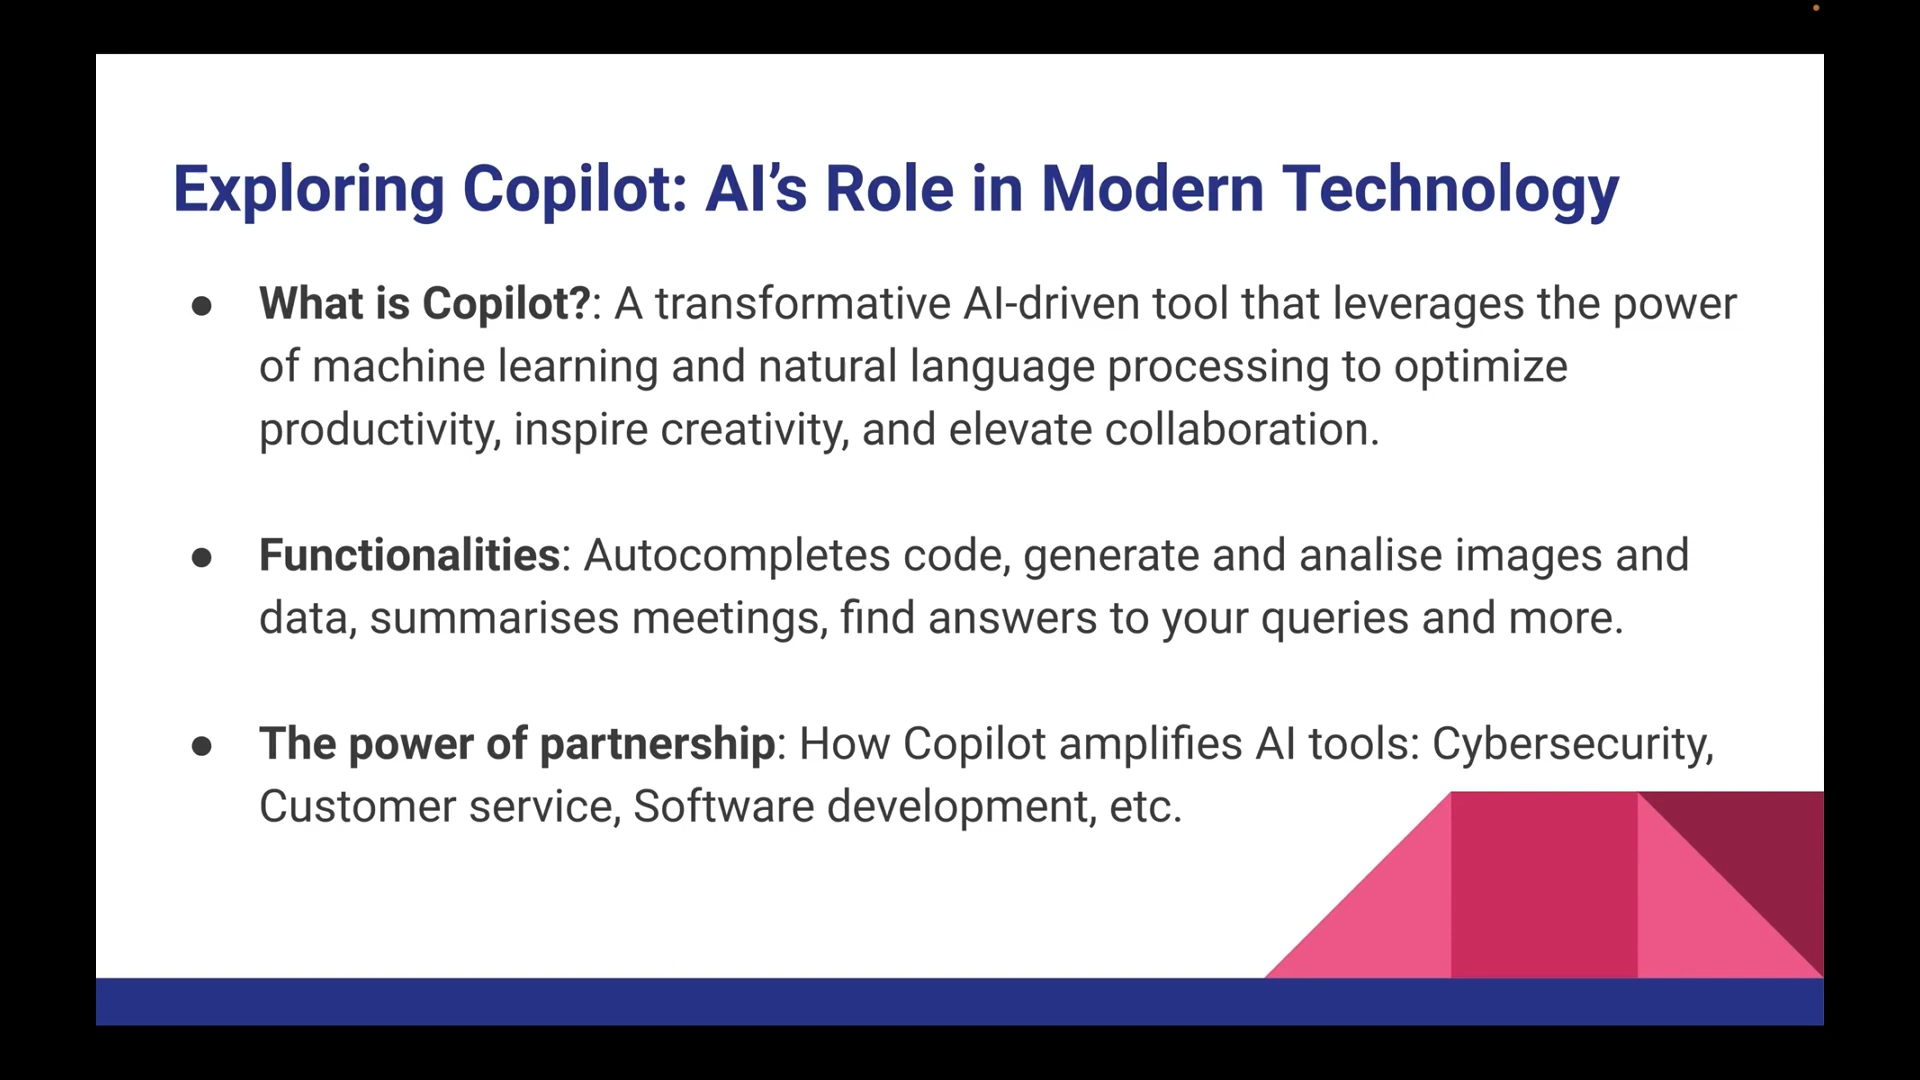 Exploring Copilot: AI’s Role in Modern Technology
● What is Copilot?: A transformative AI-driven tool that leverages the power
of machine learning and natural language processing to optimize
productivity, inspire creativity, and elevate collaboration.
● Functionalities: Autocompletes code, generate and analise images and
data, summarises meetings, find answers to your queries and more.
● The power of partnership: How Copilot amplifies AI tools: Cybersecurity,
Customer service, Software development, etc.